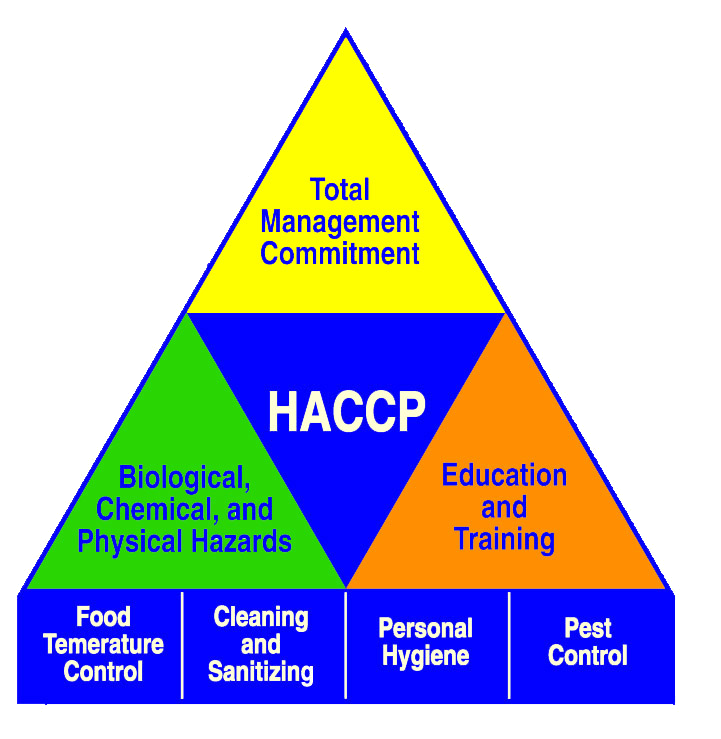 Total
Management
Commitment
HACCP
Biological,
Chemical, and
Physical Hazards
Education
and
Training
Food
Temerature
Control
Cleaning
and
Sanitizing
Personal
Hygiene
Pest
Control